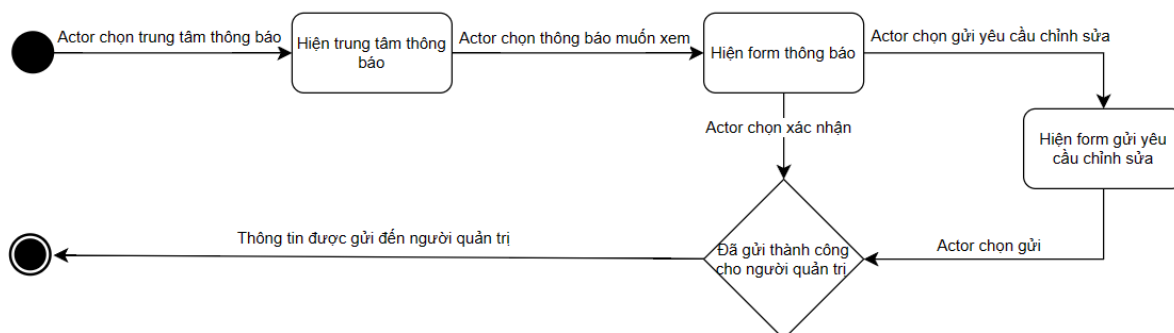 Actor chọn trung tâm thông báo
Hiện trung tâm thông
báo
Actor chọn thông báo muốn xem
Hiện form thông báo
Actor chọn gửi yêu cầu chỉnh sửa
Actor chọn xác nhận
Hiện form gửi yêu
cầu chỉnh sửa
Thông tin được gửi đến người quản trị
Đã gửi thành công
cho người quản trị
Actor chọn gửi